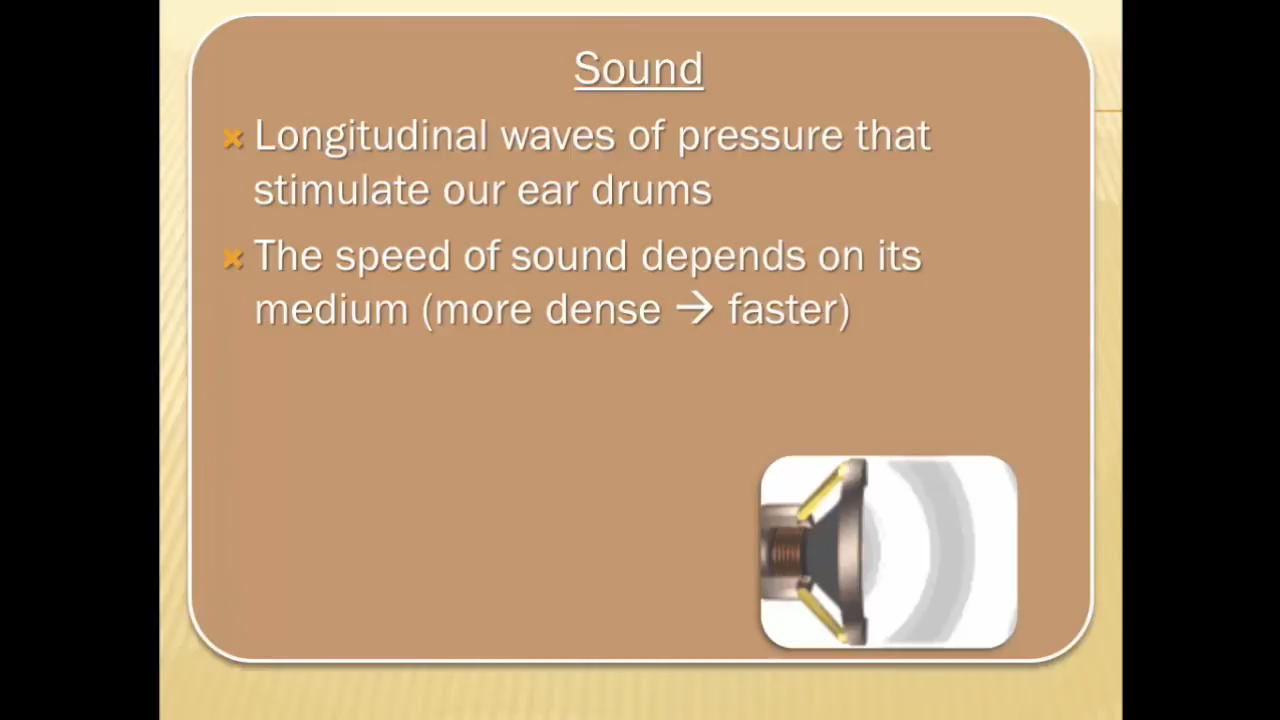 Sound
Longitudinal waves of pressure that
stimulate our ear drums
The speed of sound depends on its
medium (more dense → faster)